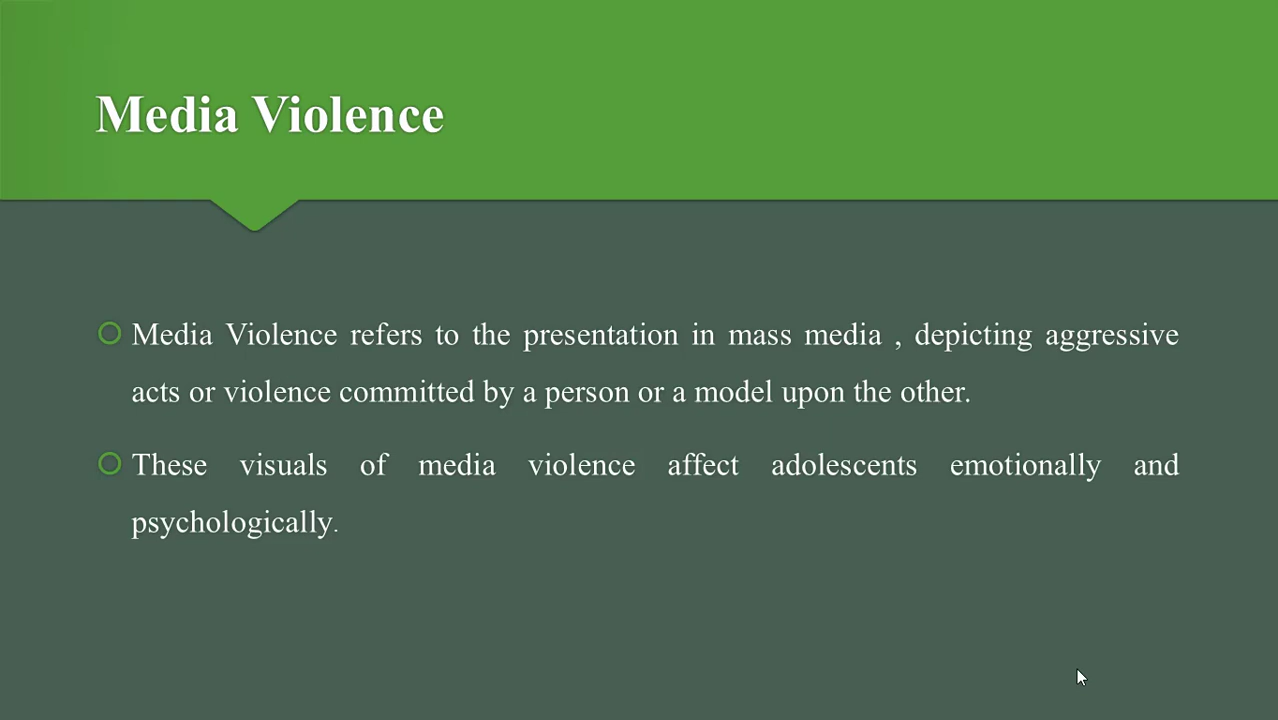 Media Violence
Media Violence refers to the presentation in mass media , depicting aggressive
acts or violence committed by a person or a model upon the other.
These visuals of media violence affect adolescents emotionally and
psychologically.